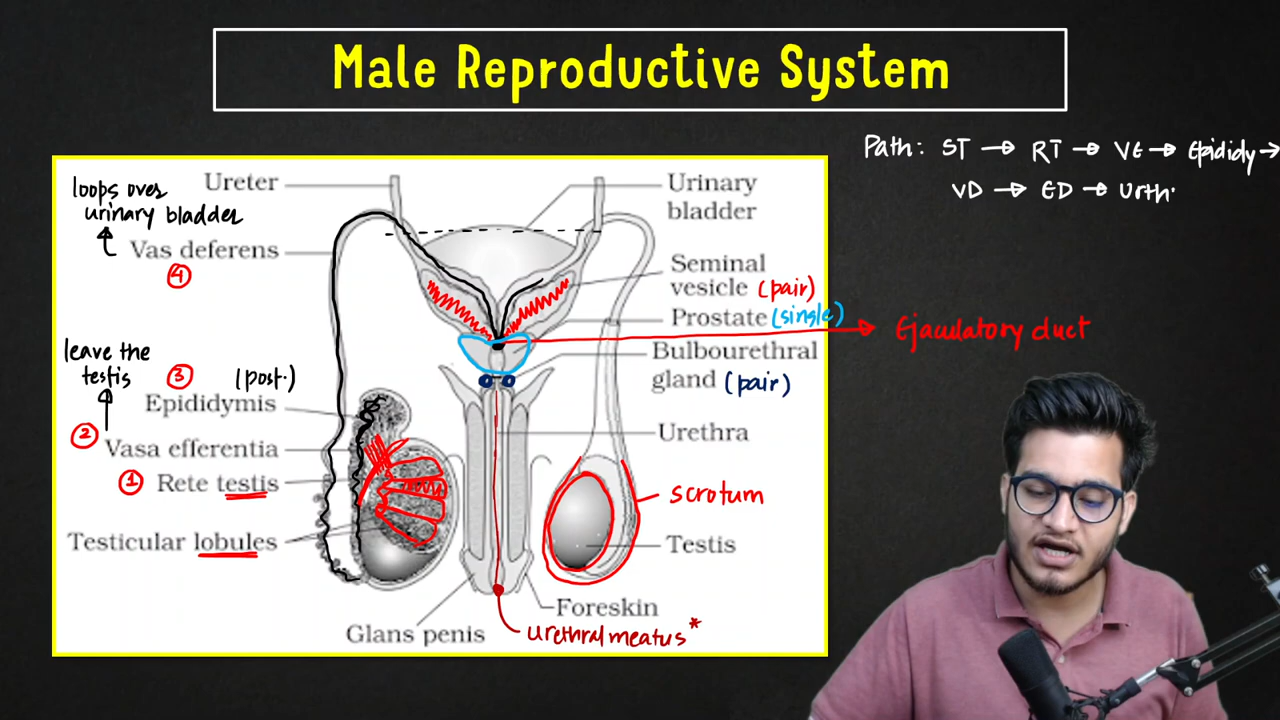 Male Reproductive System
Path: ST → RT → VE → Epididy →
VD → ED → Urth.
loops over
urinary bladder
Ureter
Vas deferens
④
leave the
testis
③
(post.)
Epididymis
②
Vasa efferentia
①
Rete testis
Testicular lobules
Glans penis
Urinary
bladder
Seminal
vesicle (pair)
Prostate (single)
Ejaculatory duct
Bulbourethral
gland (pair)
Urethra
scrotum
Testis
Foreskin
urethral meatus*